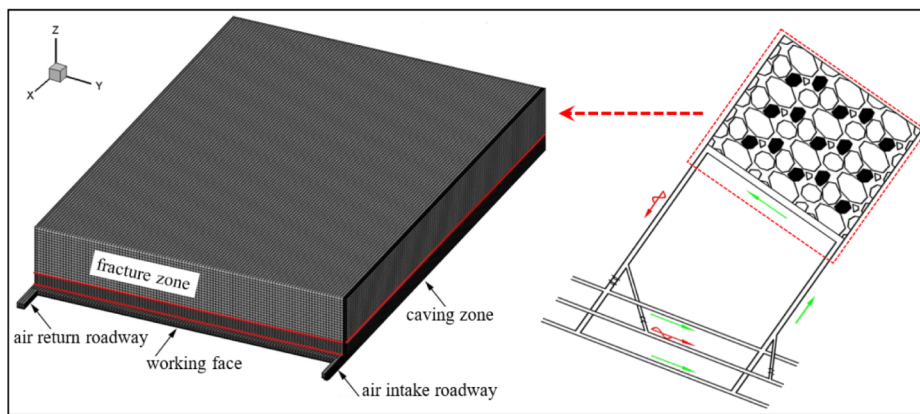 Z
Y
X
fracture zone
air return roadway
working face
caving zone
air intake roadway